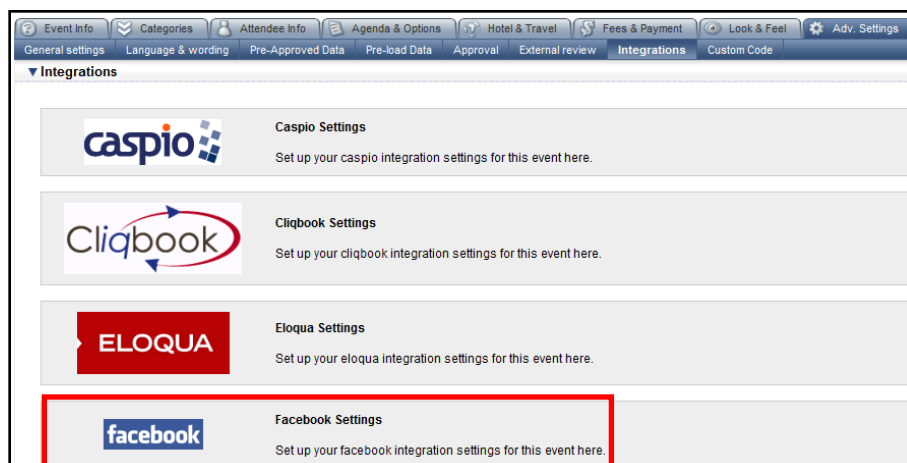 Event Info Categories Attendee Info Agenda & Options Hotel & Travel Fees & Payment Look & Feel Adv. Settings
General settings Language & wording Pre-Approved Data Pre-load Data Approval External review Integrations Custom Code
Integrations
caspio
Caspio Settings
Set up your caspio integration settings for this event here.
Cliqbook
Cliqbook Settings
Set up your cliqbook integration settings for this event here.
ELOQUA
Eloqua Settings
Set up your eloqua integration settings for this event here.
facebook
Facebook Settings
Set up your facebook integration settings for this event here.